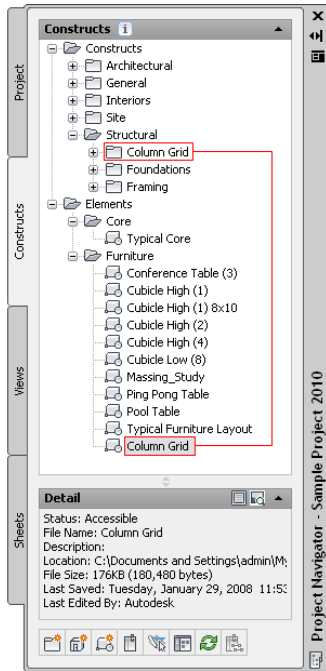 Project
Constructs
Views
Sheets
Constructs i
Constructs
Architectural
General
Interiors
Site
Structural
Column Grid
Foundations
Framing
Elements
Core
Typical Core
Furniture
Conference Table (3)
Cubicle High (1)
Cubicle High (1) 8x10
Cubicle High (2)
Cubicle High (4)
Cubicle Low (8)
Massing_Study
Ping Pong Table
Pool Table
Typical Furniture Layout
Column Grid
Detail
Status: Accessible
File Name: Column Grid
Description:
Location: C:\Documents and Settings\admin\My
File Size: 176KB (180,480 bytes)
Last Saved: Tuesday, January 29, 2008 11:53
Last Edited By: Autodesk
Project Navigator - Sample Project 2010